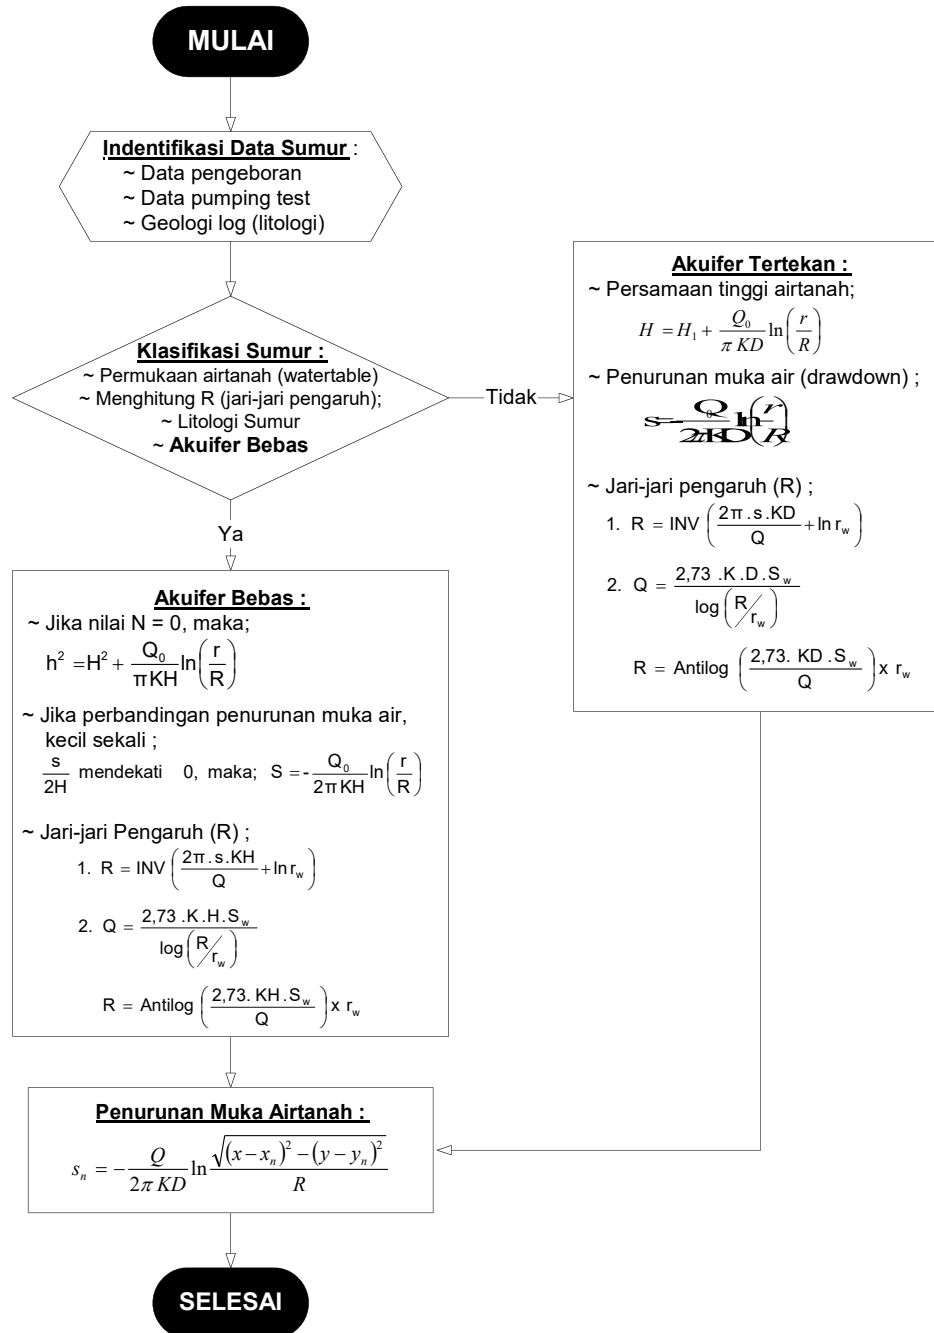 MULAI
Indentifikasi Data Sumur :
~ Data pengeboran
~ Data pumping test
~ Geologi log (litologi)
Klasifikasi Sumur :
~ Permukaan airtanah (watertable)
~ Menghitung R (jari-jari pengaruh);
~ Litologi Sumur
~ Akuifer Bebas
Tidak
Ya
Akuifer Tertekan :
~ Persamaan tinggi airtanah;
H = H₁ + Q₀/(π KD) ln(r/R)
~ Penurunan muka air (drawdown) ;
s = - Q₀/(2πKD) ln(r/R)
~ Jari-jari pengaruh (R) ;
1. R = INV (2π .s.KD/Q + ln r_w)
2. Q = 2,73 .K .D.S_w / log(R/r_w)
R = Antilog (2,73. KD .S_w / Q) x r_w
Akuifer Bebas :
~ Jika nilai N = 0, maka;
h² = H² + Q₀/(π KH) ln(r/R)
~ Jika perbandingan penurunan muka air,
kecil sekali ;
s/2H mendekati 0, maka; S = - Q₀/(2π KH) ln(r/R)
~ Jari-jari Pengaruh (R) ;
1. R = INV (2π .s.KH/Q + ln r_w)
2. Q = 2,73 .K .H.S_w / log(R/r_w)
R = Antilog (2,73. KH .S_w / Q) x r_w
Penurunan Muka Airtanah :
s_n = - Q/(2π KD) ln √((x − x_n)² − (y − y_n)²)/R
SELESAI